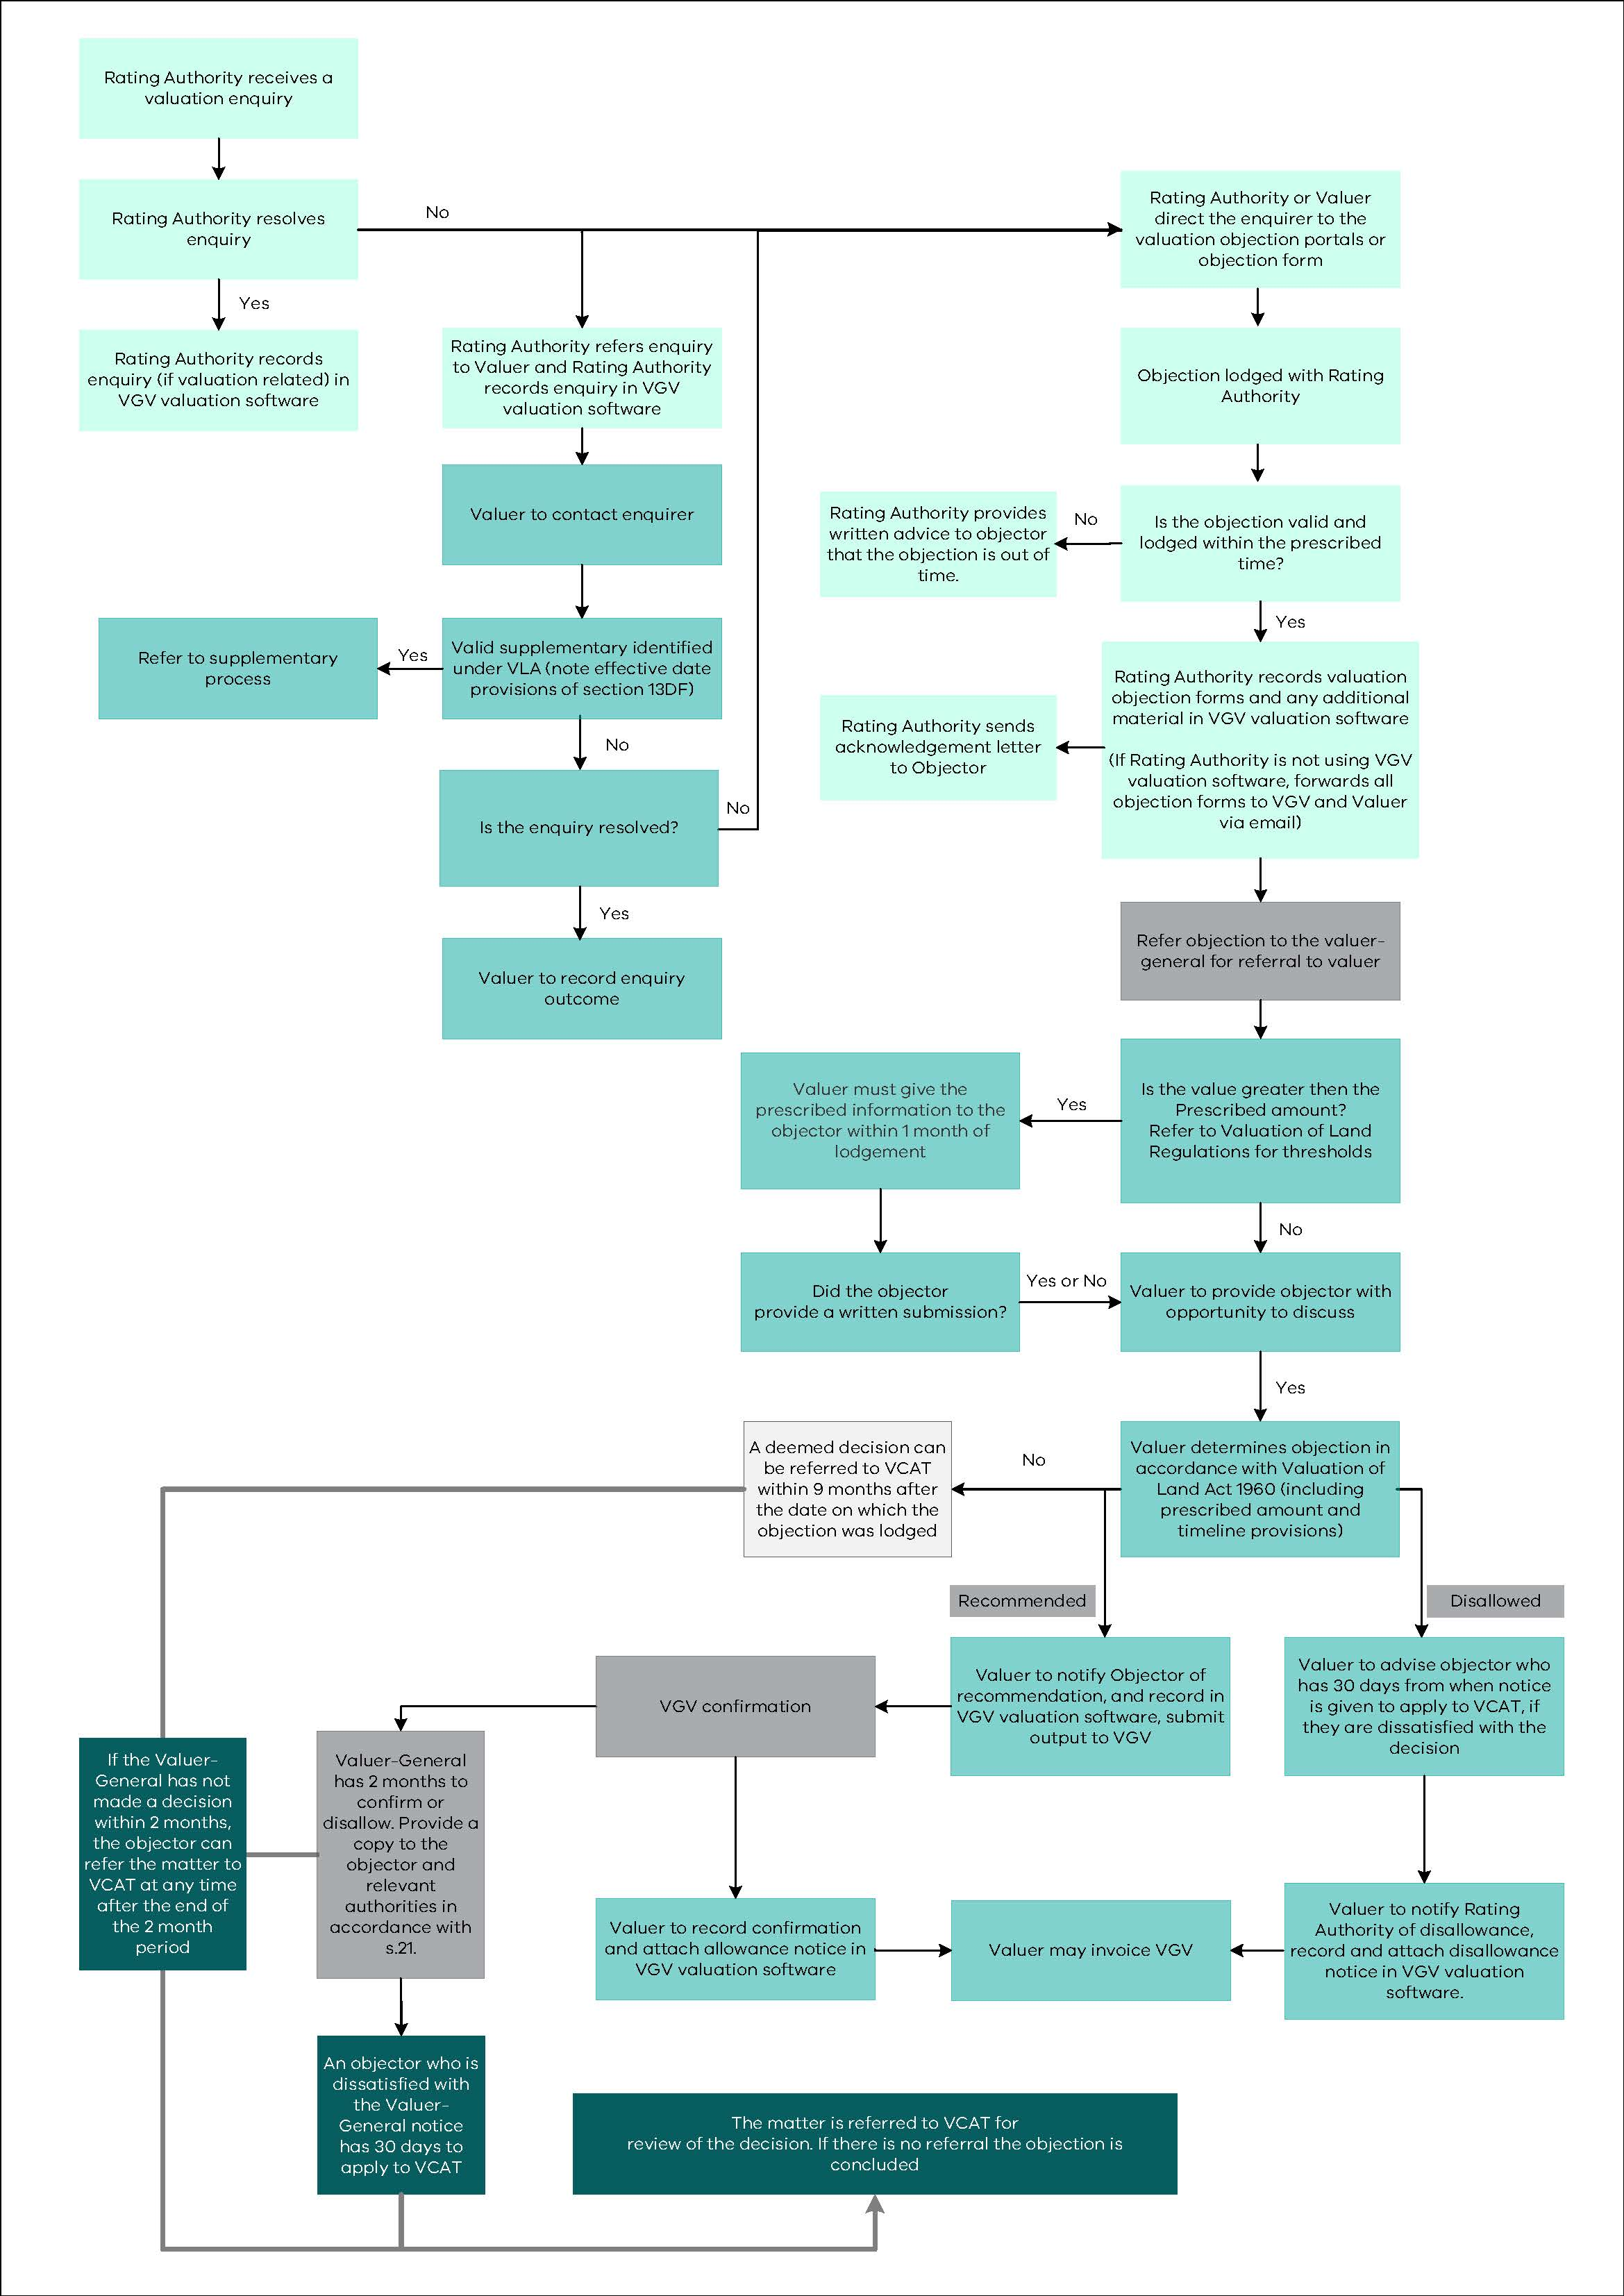 Rating Authority receives a
valuation enquiry
Rating Authority resolves
enquiry
No
Yes
Rating Authority records
enquiry (if valuation related) in
VGV valuation software
Rating Authority refers enquiry
to Valuer and Rating Authority
records enquiry in VGV
valuation software
Valuer to contact enquirer
Valid supplementary identified
under VLA (note effective date
provisions of section 13DF)
Yes
Refer to supplementary
process
No
Is the enquiry resolved?
No
Yes
Valuer to record enquiry
outcome
Rating Authority or Valuer
direct the enquirer to the
valuation objection portals or
objection form
Objection lodged with Rating
Authority
Is the objection valid and
lodged within the prescribed
time?
No
Rating Authority provides
written advice to objector
that the objection is out of
time.
Yes
Rating Authority records valuation
objection forms and any additional
material in VGV valuation software
(If Rating Authority is not using VGV
valuation software, forwards all
objection forms to VGV and Valuer
via email)
Rating Authority sends
acknowledgement letter
to Objector
Refer objection to the valuer-
general for referral to valuer
Is the value greater then the
Prescribed amount?
Refer to Valuation of Land
Regulations for thresholds
Yes
Valuer must give the
prescribed information to the
objector within 1 month of
lodgement
No
Did the objector
provide a written submission?
Yes or No
Valuer to provide objector with
opportunity to discuss
Yes
Valuer determines objection in
accordance with Valuation of
Land Act 1960 (including
prescribed amount and
timeline provisions)
No
A deemed decision can
be referred to VCAT
within 9 months after
the date on which the
objection was lodged
Recommended
Disallowed
Valuer to notify Objector of
recommendation, and record in
VGV valuation software, submit
output to VGV
Valuer to advise objector who
has 30 days from when notice
is given to apply to VCAT, if
they are dissatisfied with the
decision
VGV confirmation
Valuer-General
has 2 months to
confirm or
disallow. Provide a
copy to the
objector and
relevant
authorities in
accordance with
s.21.
If the Valuer-
General has not
made a decision
within 2 months,
the objector can
refer the matter to
VCAT at any time
after the end of
the 2 month
period
Valuer to record confirmation
and attach allowance notice in
VGV valuation software
Valuer may invoice VGV
Valuer to notify Rating
Authority of disallowance,
record and attach disallowance
notice in VGV valuation
software.
An objector who is
dissatisfied with
the Valuer-
General notice
has 30 days to
apply to VCAT
The matter is referred to VCAT for
review of the decision. If there is no referral the objection is
concluded